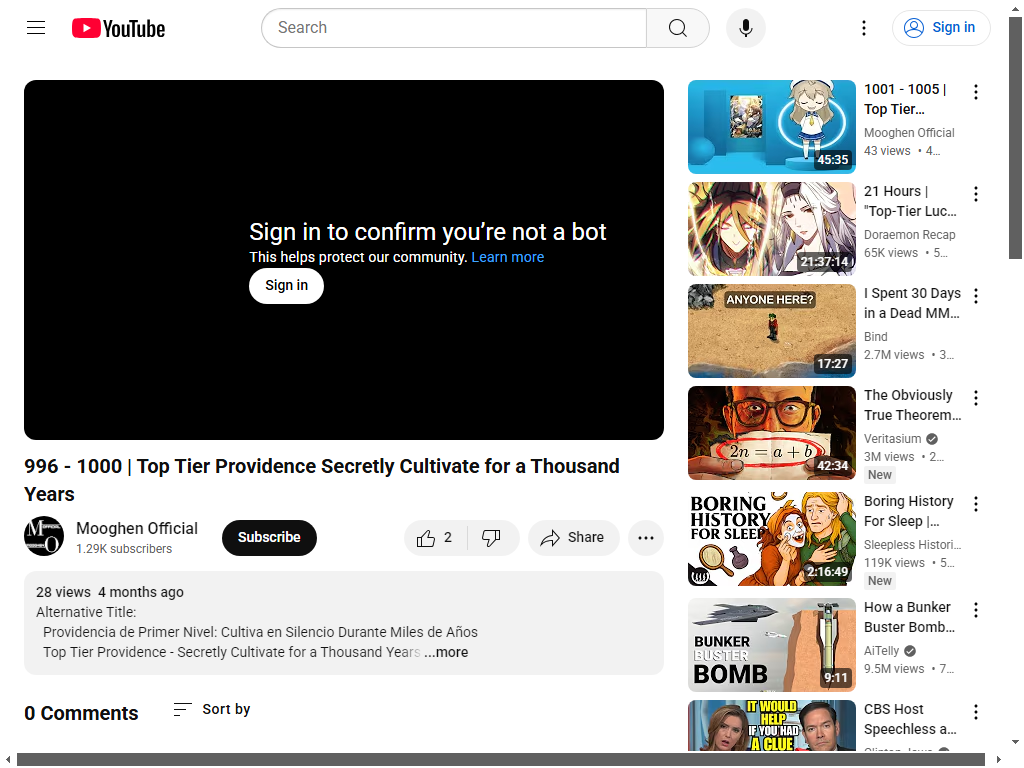 YouTube
Search
Sign in
Sign in to confirm you're not a bot
This helps protect our community. Learn more
Sign in
996 - 1000 | Top Tier Providence Secretly Cultivate for a Thousand
Years
Mooghen Official
1.29K subscribers
Subscribe
2
Share
28 views 4 months ago
Alternative Title:
Providencia de Primer Nivel: Cultiva en Silencio Durante Miles de Años
Top Tier Providence - Secretly Cultivate for a Thousand Years ...more
0 Comments
Sort by
45:35
1001 - 1005 |
Top Tier...
Mooghen Official
43 views • 4...
21:37:14
21 Hours |
"Top-Tier Luc...
Doraemon Recap
65K views • 5...
ANYONE HERE?
17:27
I Spent 30 Days
in a Dead MM...
Bind
2.7M views • 3...
2n = a + b
42:34
The Obviously
True Theorem...
Veritasium
3M views • 2...
New
BORING
HISTORY
FOR SLEEP
2:16:49
Boring History
For Sleep |...
Sleepless Histori...
119K views • 5...
New
BUNKER
BUSTER
BOMB
9:11
How a Bunker
Buster Bomb...
AiTelly
9.5M views • 7...
IT WOULD
HELP
IF YOU HAD
A CLUE
CBS Host
Speechless a...